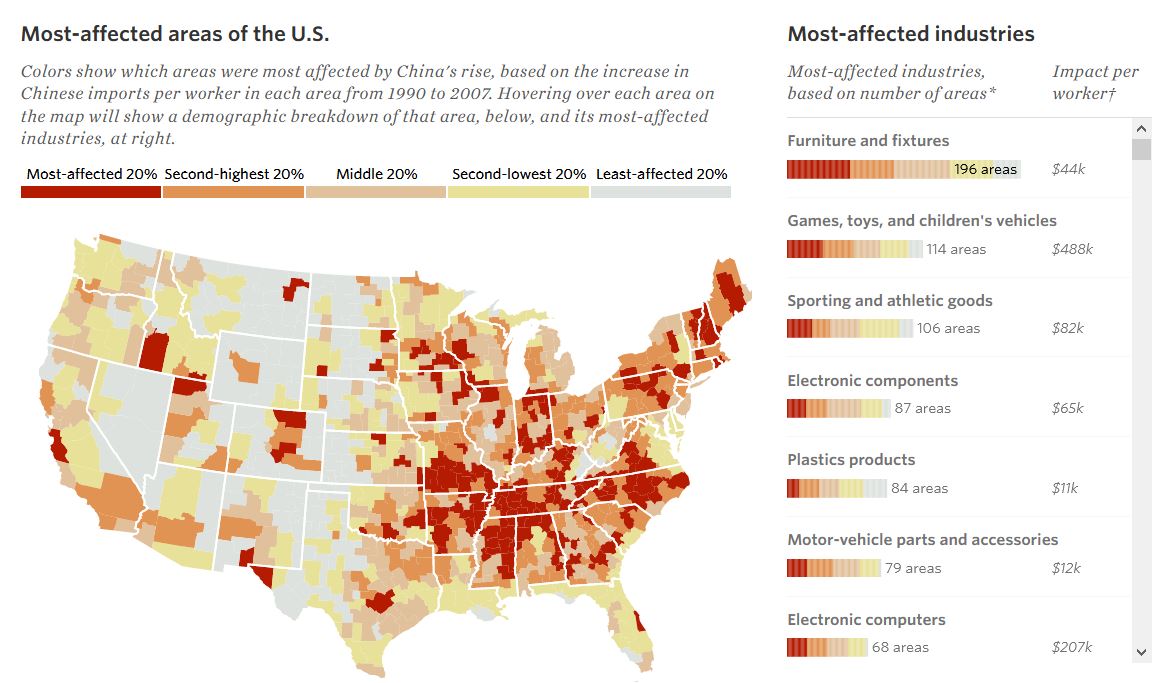 Most-affected areas of the U.S.
Colors show which areas were most affected by China's rise, based on the increase in
Chinese imports per worker in each area from 1990 to 2007. Hovering over each area on
the map will show a demographic breakdown of that area, below, and its most-affected
industries, at right.
Most-affected 20% Second-highest 20% Middle 20% Second-lowest 20% Least-affected 20%
Most-affected industries
Most-affected industries,
based on number of areas*
Impact per
worker†
Furniture and fixtures
196 areas $44k
Games, toys, and children's vehicles
114 areas $488k
Sporting and athletic goods
106 areas $82k
Electronic components
87 areas $65k
Plastics products
84 areas $11k
Motor-vehicle parts and accessories
79 areas $12k
Electronic computers
68 areas $207k